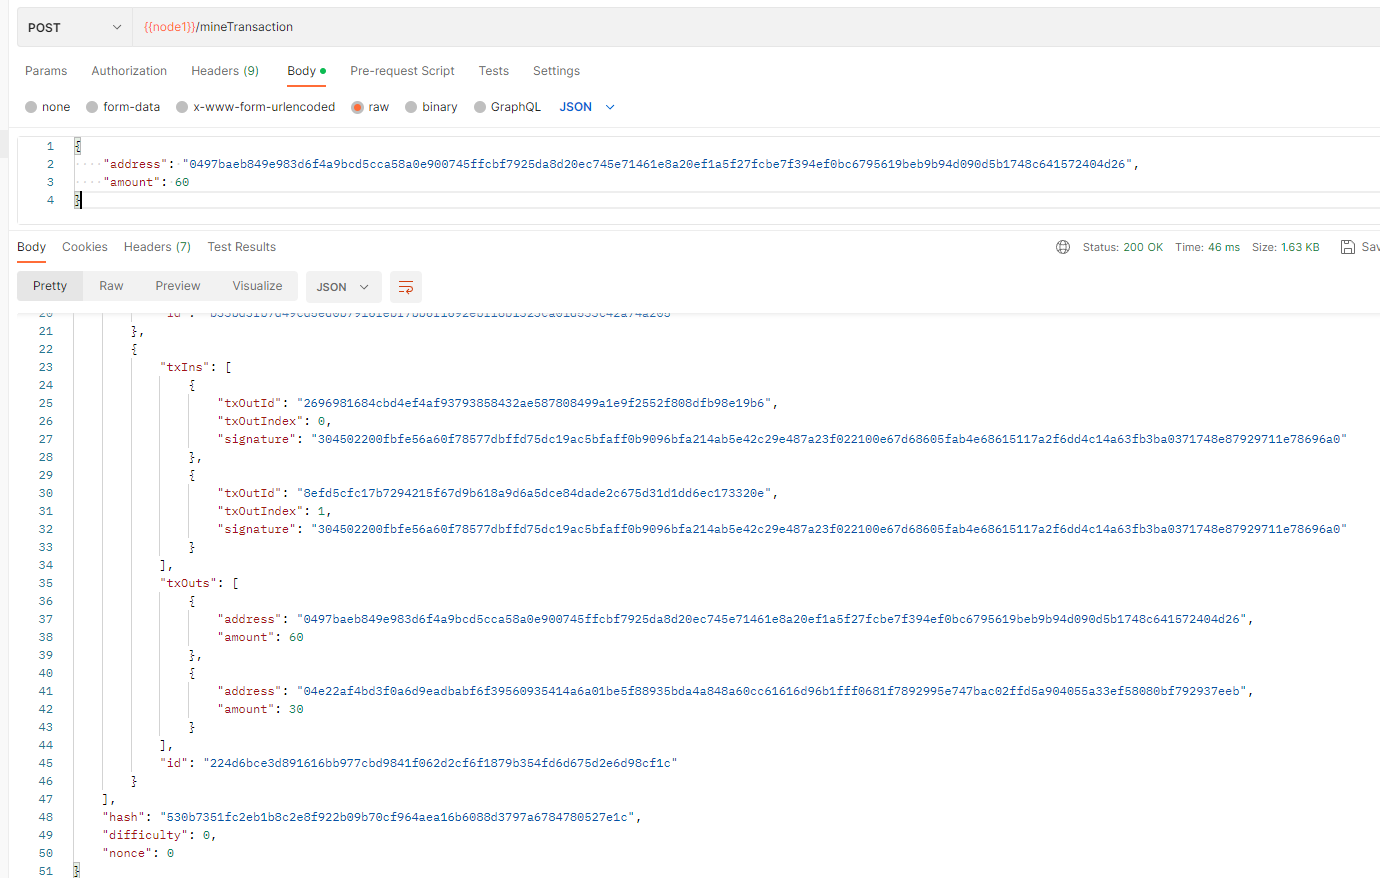 POST {{node1}}/mineTransaction
Params Authorization Headers (9) Body Pre-request Script Tests Settings
none form-data x-www-form-urlencoded raw binary GraphQL JSON
1 {
2 "address": "0497baeb849e983d6f4a9bcd5cca58a0e900745ffcbf7925da8d20ec745e71461e8a20ef1a5f27fcbe7f394ef0bc6795619beb9b94d090d5b1748c641572404d26",
3 "amount": 60
4 }
Body Cookies Headers (7) Test Results Status: 200 OK Time: 46 ms Size: 1.63 KB Sav
Pretty Raw Preview Visualize JSON
20 "id":
21 },
22 {
23 "txIns": [
24 {
25 "txOutId": "2696981684cbd4ef4af93793858432ae587808499a1e9f2552f808dfb98e19b6",
26 "txOutIndex": 0,
27 "signature": "304502200fbfe56a60f78577dbffd75dc19ac5bfaff0b9096bfa214ab5e42c29e487a23f022100e67d68605fab4e68615117a2f6dd4c14a63fb3ba0371748e87929711e78696a0"
28 },
29 {
30 "txOutId": "8efd5cfc17b7294215f67d9b618a9d6a5dce84dade2c675d31d1dd6ec173320e",
31 "txOutIndex": 1,
32 "signature": "304502200fbfe56a60f78577dbffd75dc19ac5bfaff0b9096bfa214ab5e42c29e487a23f022100e67d68605fab4e68615117a2f6dd4c14a63fb3ba0371748e87929711e78696a0"
33 }
34 ],
35 "txOuts": [
36 {
37 "address": "0497baeb849e983d6f4a9bcd5cca58a0e900745ffcbf7925da8d20ec745e71461e8a20ef1a5f27fcbe7f394ef0bc6795619beb9b94d090d5b1748c641572404d26",
38 "amount": 60
39 },
40 {
41 "address": "04e22af4bd3f0a6d9eadbabf6f39560935414a6a01be5f88935bda4a848a60cc61616d96b1fff0681f7892995e747bac02ffd5a904055a33ef58080bf792937eeb",
42 "amount": 30
43 }
44 ],
45 "id": "224d6bce3d891616bb977cbd9841f062d2cf6f1879b354fd6d675d2e6d98cf1c"
46 }
47 ],
48 "hash": "530b7351fc2eb1b8c2e8f922b09b70cf964aea16b6088d3797a6784780527e1c",
49 "difficulty": 0,
50 "nonce": 0
51 }